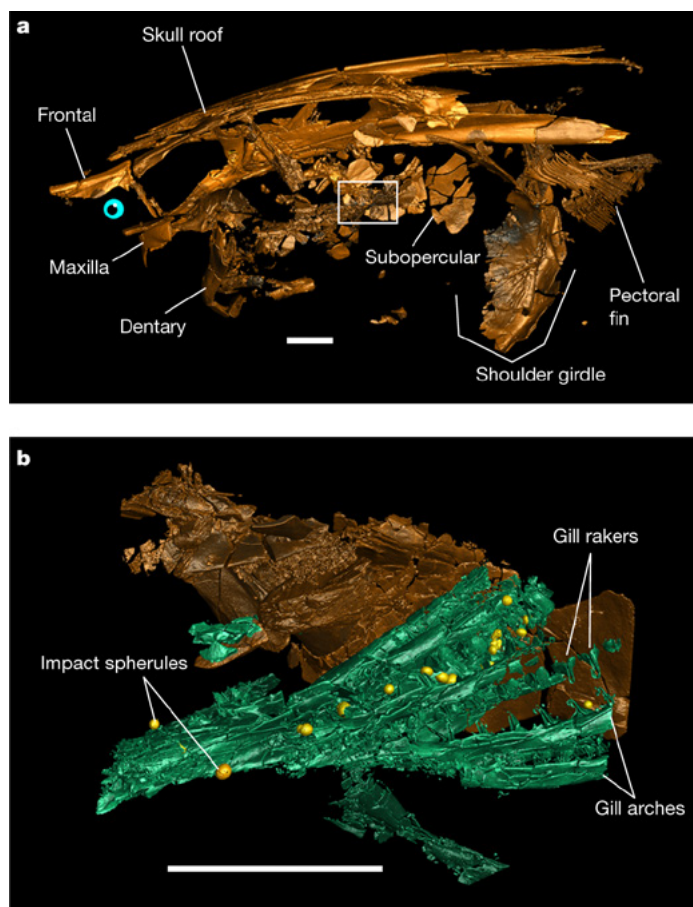 a
Skull roof
Frontal
Maxilla
Subopercular
Dentary
Pectoral
fin
Shoulder girdle
b
Gill rakers
Impact spherules
Gill arches